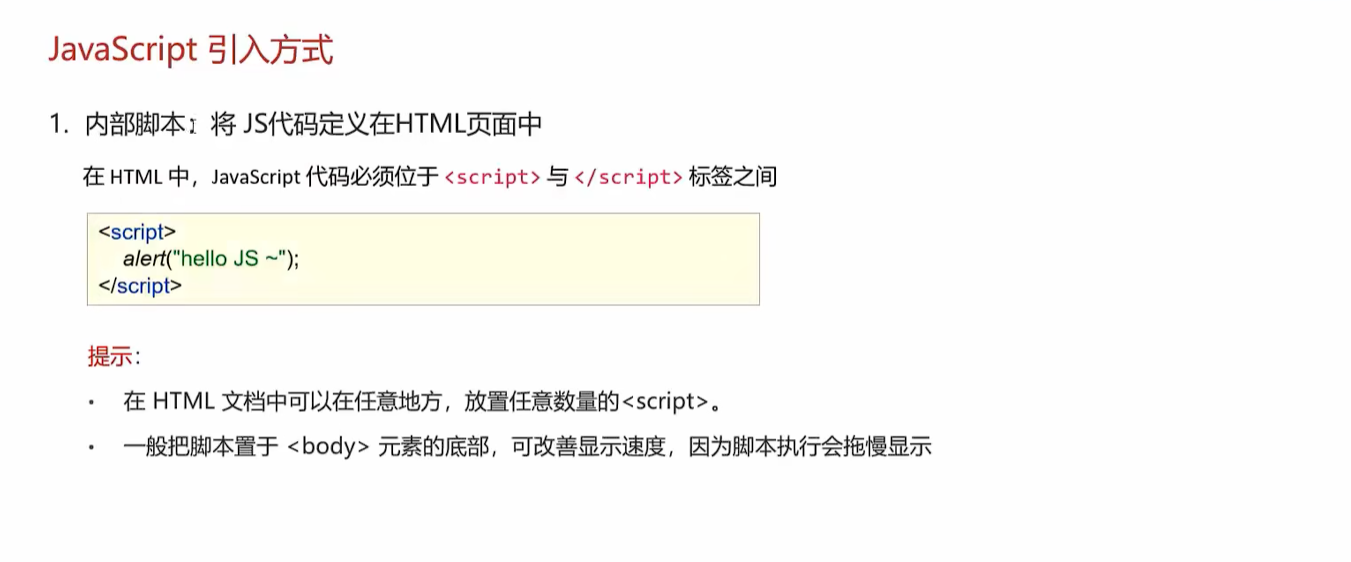 JavaScript 引入方式
1. 内部脚本：将 JS代码定义在HTML页面中
在 HTML 中，JavaScript 代码必须位于 <script> 与 </script> 标签之间
<script>
alert("hello JS ~");
</script>
提示：
• 在 HTML 文档中可以在任意地方，放置任意数量的<script>。
• 一般把脚本置于 <body> 元素的底部，可改善显示速度，因为脚本执行会拖慢显示